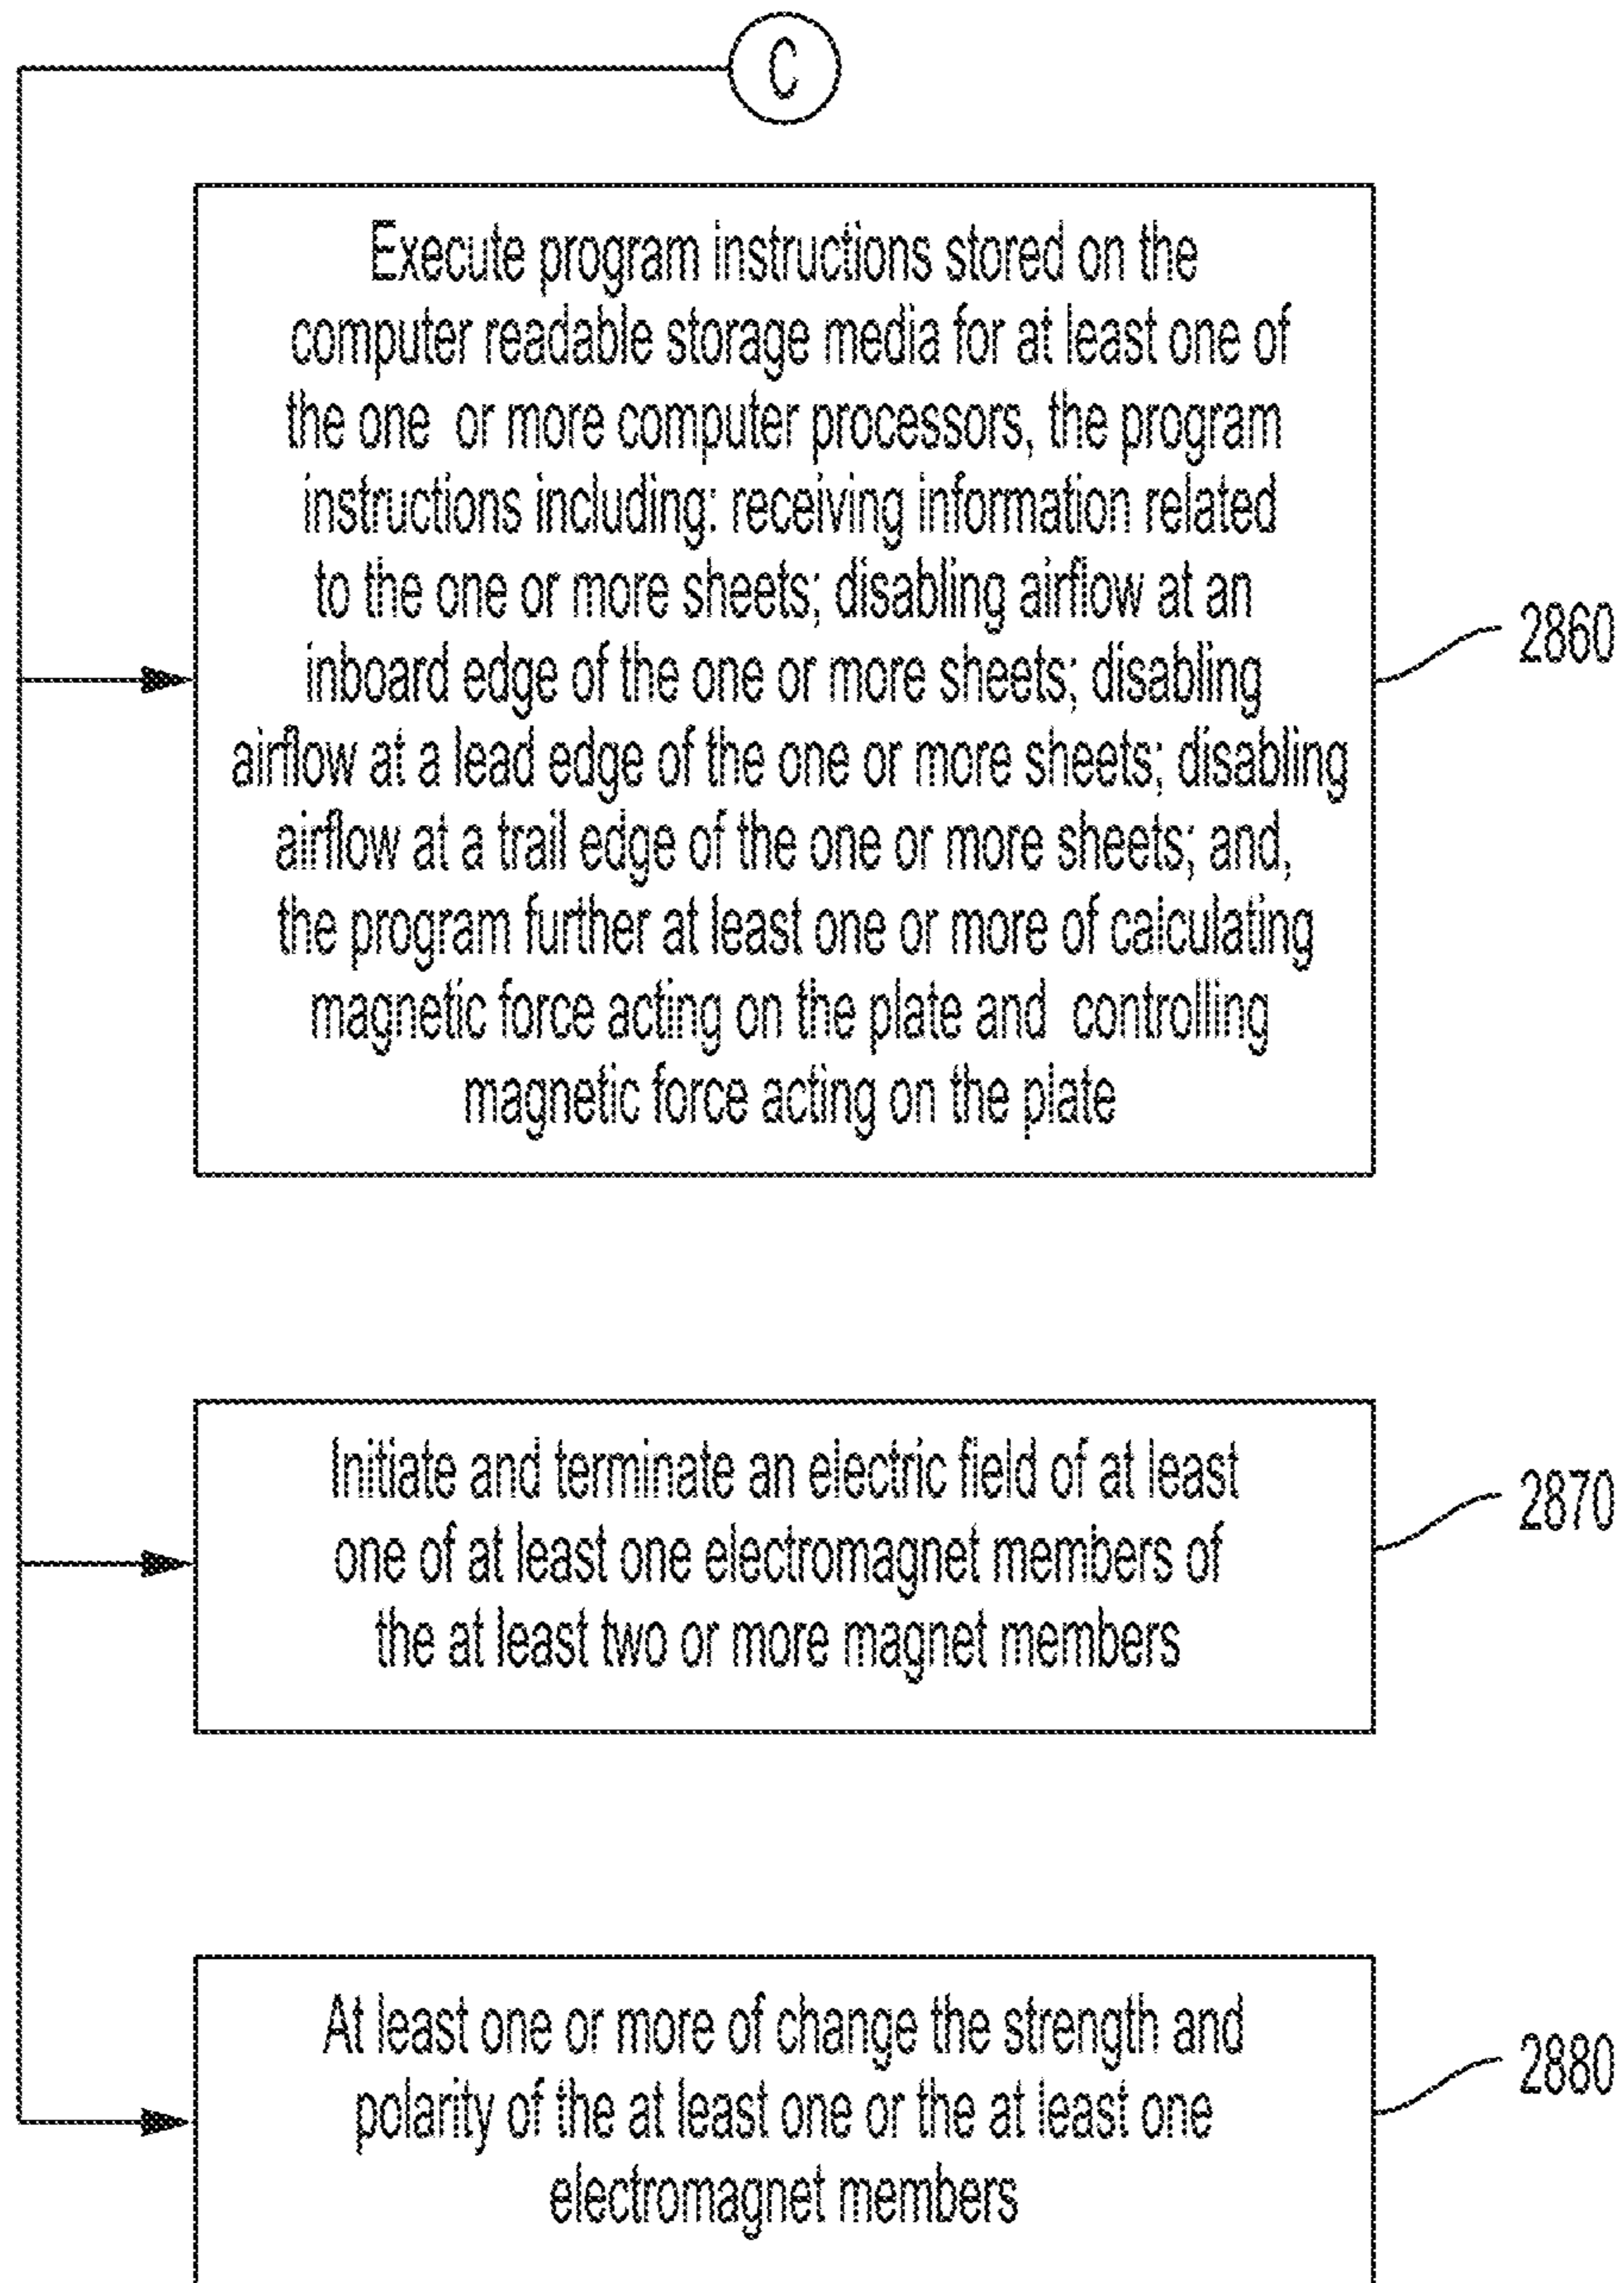 C
Execute program instructions stored on the
computer readable storage media for at least one of
the one or more computer processors, the program
instructions including: receiving information related
to the one or more sheets; disabling airflow at an
inboard edge of the one or more sheets; disabling
airflow at a lead edge of the one or more sheets; disabling
airflow at a trail edge of the one or more sheets; and,
the program further at least one or more of calculating
magnetic force acting on the plate and controlling
magnetic force acting on the plate
2860
Initiate and terminate an electric field of at least
one of at least one electromagnet members of
the at least two or more magnet members
2870
At least one or more of change the strength and
polarity of the at least one or the at least one
electromagnet members
2880